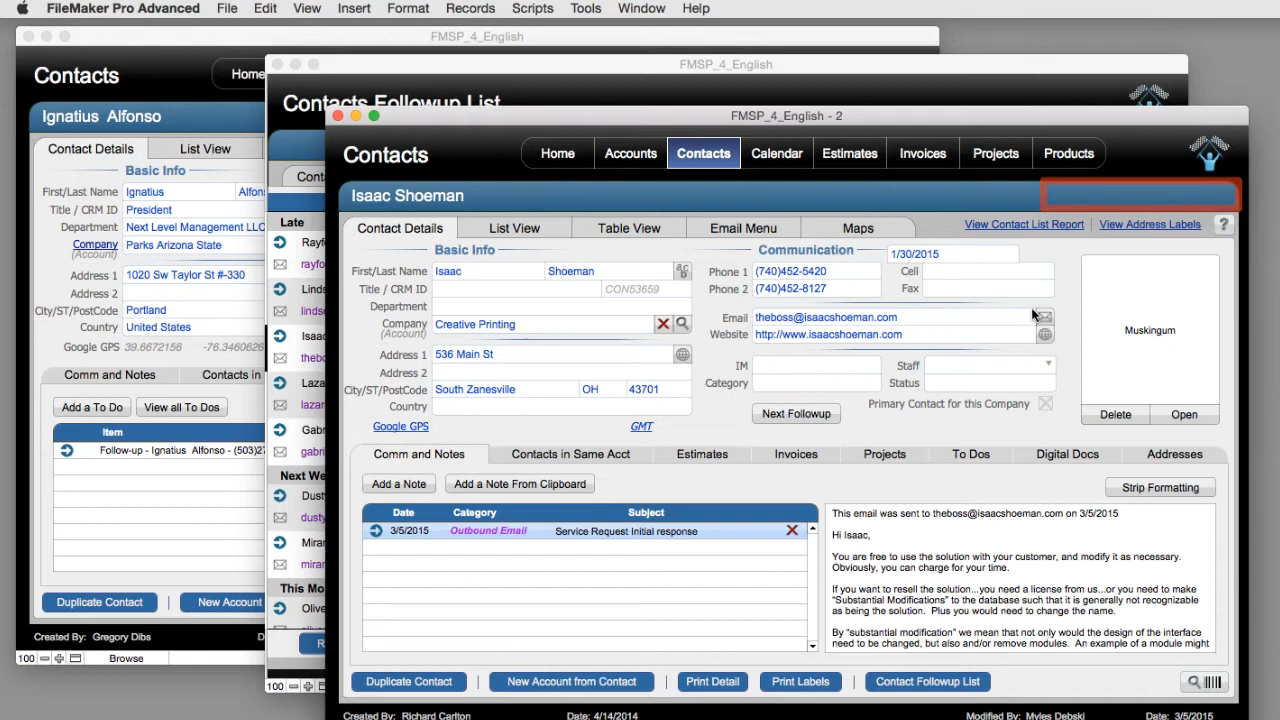 FileMaker Pro Advanced File Edit View Insert Format Records Scripts Tools Window Help
FMSP_4_English
Contacts
Home
Ignatius Alfonso
Contact Details List View
Basic Info
First/Last Name Ignatius Alfons
Title / CRM ID President
Department Next Level Management LLC
Company Parks Arizona State
(Account)
Address 1 1020 Sw Taylor St #-330
Address 2
City/ST/PostCode Portland
Country United States
Google GPS 39.6672156 -76.3460626
Comm and Notes Contacts in
Add a To Do View all To Dos
Item
Follow-up - Ignatius Alfonso - (503)27
Duplicate Contact | New Account
Created By: Gregory Dibs D
100 Browse
FMSP_4_English
Contacts Followup List
Conta
Late
Rayfo
rayfo
Linds
linds
Isaac
thebo
Lazar
lazar
Gabri
gabri
Next We
Dusty
dusty
Miran
miran
This Mo
Olive
R
100
FMSP_4_English - 2
Contacts
Home Accounts Contacts Calendar Estimates Invoices Projects Products
Isaac Shoeman
Contact Details List View Table View Email Menu Maps
View Contact List Report View Address Labels ?
Basic Info
First/Last Name Isaac Shoeman
Title / CRM ID CON53659
Department
Company Creative Printing
(Account)
Address 1 536 Main St
Address 2
City/ST/PostCode South Zanesville OH 43701
Country
Google GPS GMT
Communication 1/30/2015
Phone 1 (740)452-5420 Cell
Phone 2 (740)452-8127 Fax
Email theboss@isaacshoeman.com
Website http://www.isaacshoeman.com
IM Staff
Category Status
Next Followup Primary Contact for this Company
Muskingum
Delete Open
Comm and Notes Contacts in Same Acct Estimates Invoices Projects To Dos Digital Docs Addresses
Add a Note Add a Note From Clipboard Strip Formatting
Date Category Subject
3/5/2015 Outbound Email Service Request Initial response
This email was sent to theboss@isaacshoeman.com on 3/5/2015
Hi Isaac,
You are free to use the solution with your customer, and modify it as necessary.
Obviously, you can charge for your time.
If you want to resell the solution...you need a license from us...or you need to make
"Substantial Modifications" to the database such that it is generally not recognizable
as being the solution. Plus you would need to change the name.
By "substantial modification" we mean that not only would the design of the interface
need to be changed, but also and/or remove modules. An example of a module might
Duplicate Contact | New Account from Contact | Print Detail Print Labels | Contact Followup List
Created By: Richard Carlton Date: 4/14/2014 Modified By: Myles Debski Date: 3/5/2015